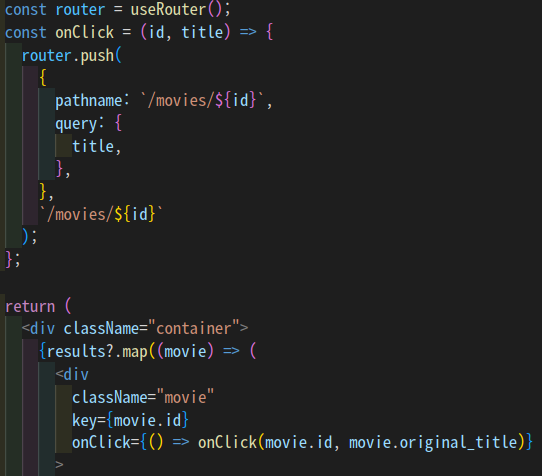 const router = useRouter();
const onClick = (id, title) => {
  router.push(
    {
      pathname: `/movies/${id}`,
      query: {
        title,
      },
    },
    `/movies/${id}`
  );
};

return (
  <div className="container">
    {results?.map((movie) => (
      <div
        className="movie"
        key={movie.id}
        onClick={() => onClick(movie.id, movie.original_title)}
      >